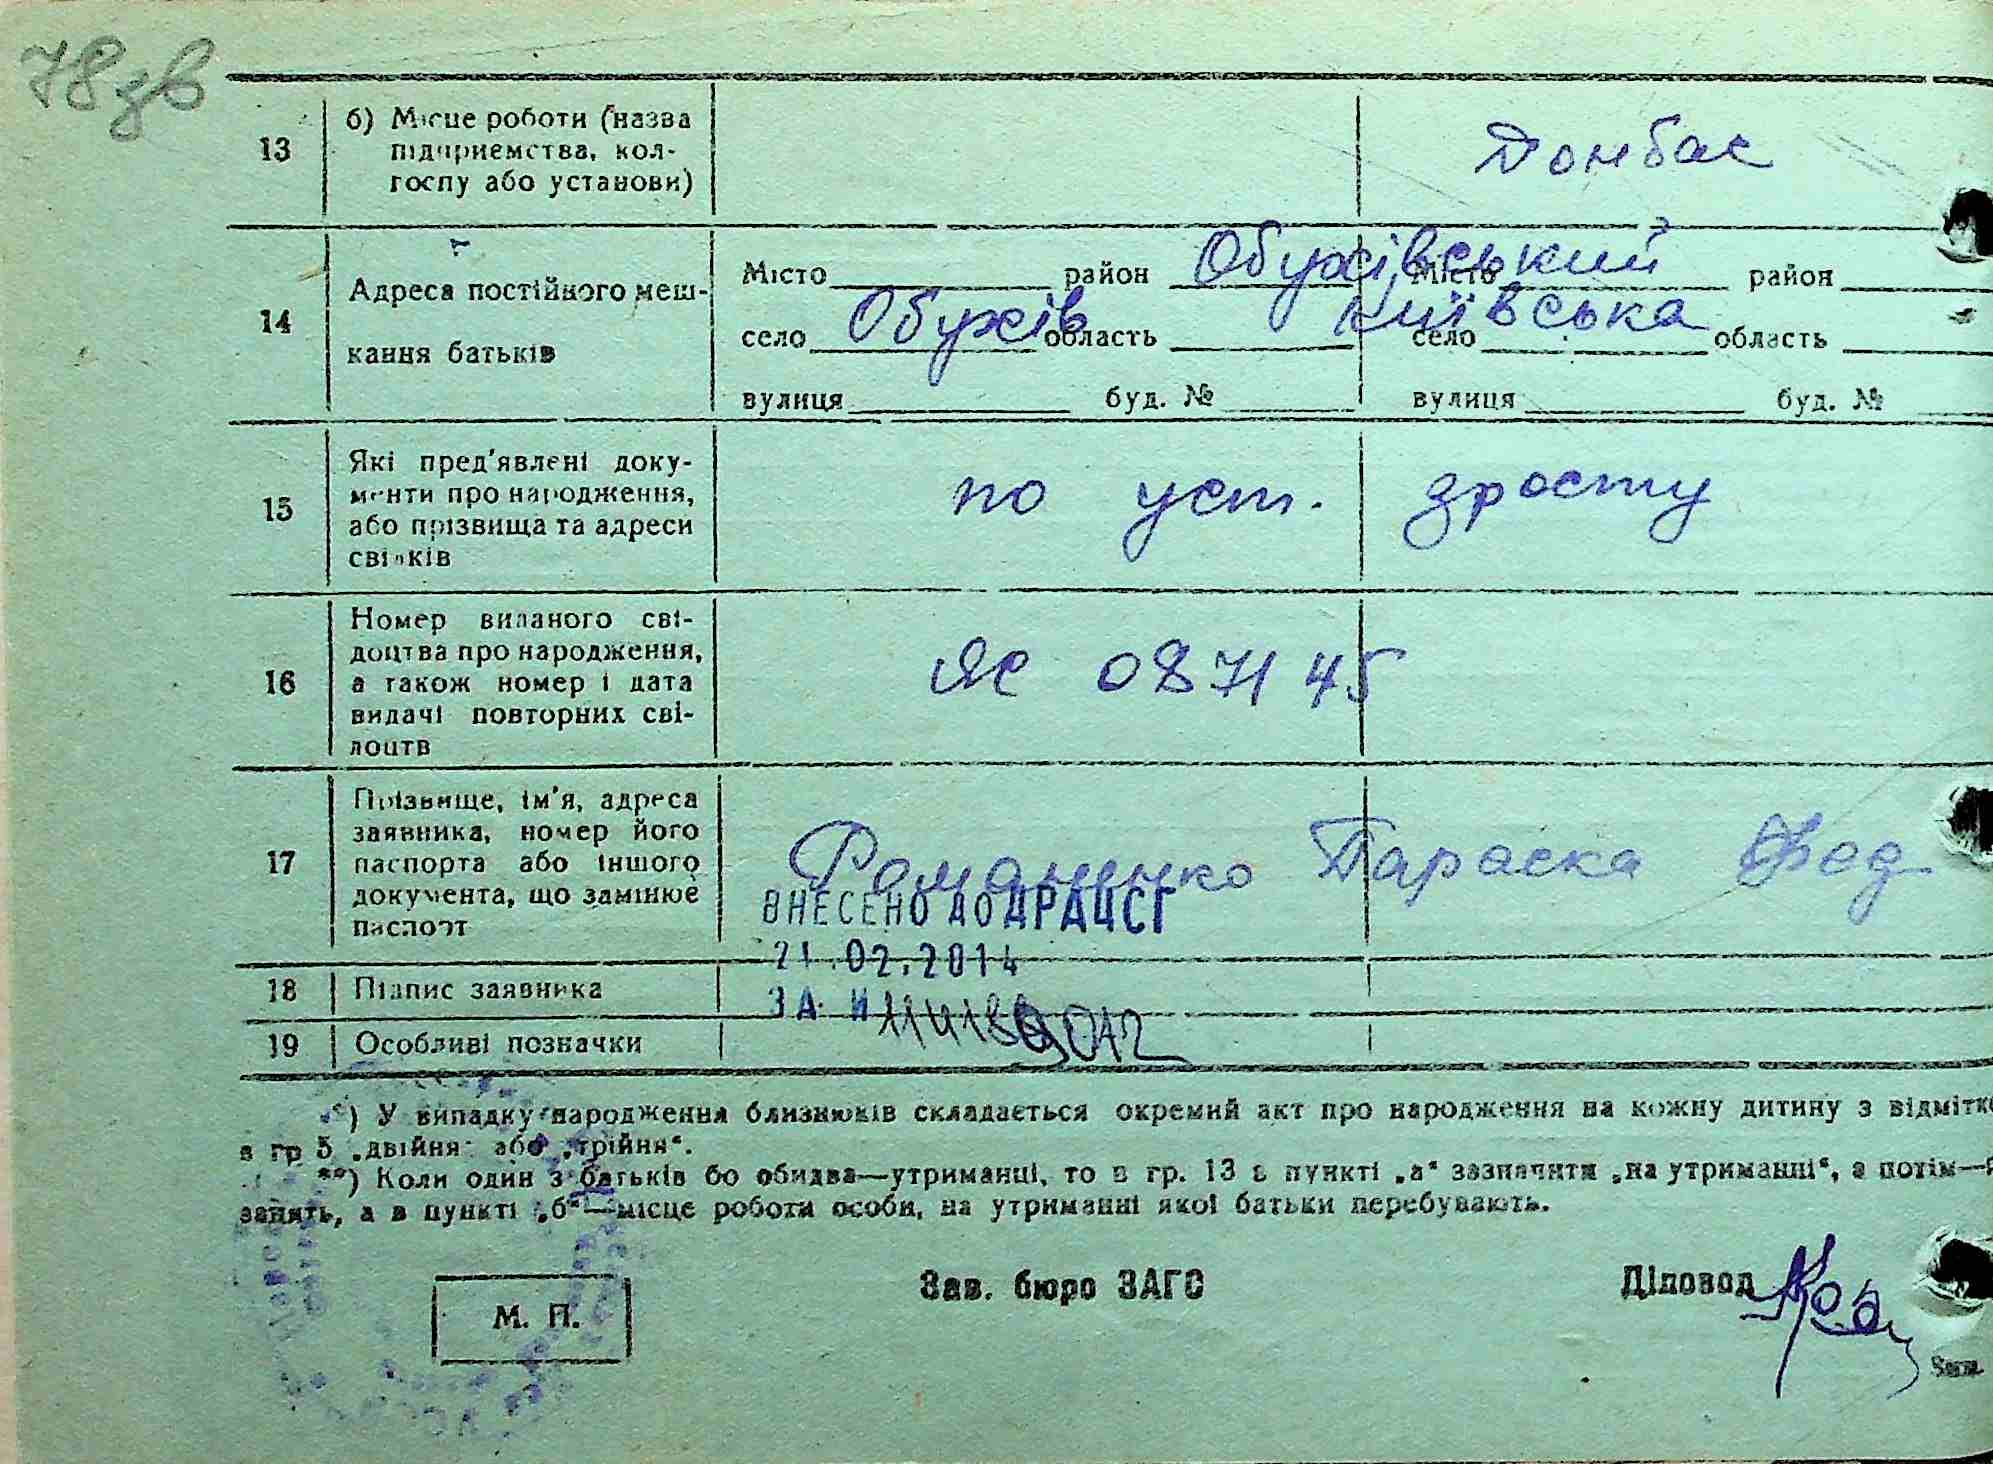 78зв
13 б) Місце роботи (назва Донбас
підприємства, кол-
госпу або установи)
14 Адреса постійного меш-
кання батьків
Місто район Обухівський Місто район
село Обухів область Київська село область
вулиця буд. № вулиця буд. №
15 Які пред'явлені доку-
менти про народження, по уст. зросту
або прізвища та адреси
свідків
16 Номер виданого сві-
доцтва про народження, ЯС 087145
а також номер і дата
видачі повторних сві-
доцтв
17 Прізвище, ім'я, адреса
заявника, номер його
паспорта або іншого Романенко Параска Фед
документа, що замінює
паспорт
ВНЕСЕНО ДО ДРАЦСГ
21.02.2014
18 Підпис заявника
ЗА И
19 Особливі позначки
*) У випадку народження близнюків складається окремий акт про народження на кожну дитину з відмітко
в гр 5 „двійня" або „трійня“.
**) Коли один з батьків бо обидва—утриманці, то в гр. 13 в пункті „а“ зазначити „на утриманні“, а потім—
занять, а в пункті „б“—місце роботи особи, на утриманні якої батьки перебувають.
М. П.
Зав. бюро ЗАГС
Діловод
Зам.